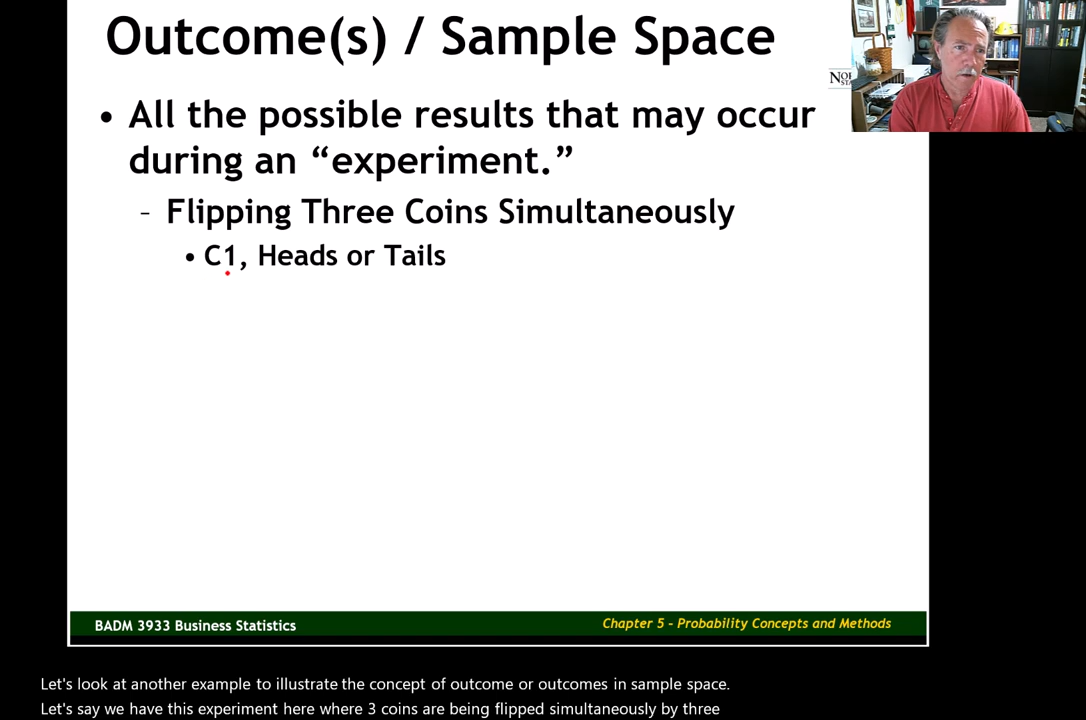 Outcome(s) / Sample Space
• All the possible results that may occur
during an “experiment.”
– Flipping Three Coins Simultaneously
• C1, Heads or Tails
BADM 3933 Business Statistics
Chapter 5 – Probability Concepts and Methods
Let's look at another example to illustrate the concept of outcome or outcomes in sample space.
Let's say we have this experiment here where 3 coins are being flipped simultaneously by three